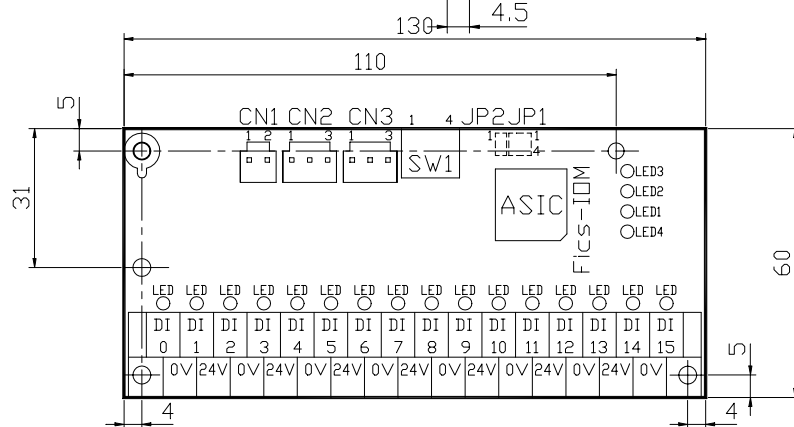 4.5
130
110
5
CN1 CN2 CN3 1 4 JP2 JP1
1 2 1 3 1 3 1 1
SW1 4
31
ASIC
Fics-IOM
LED3
LED2
LED1
LED4
60
LED LED LED LED LED LED LED LED LED LED LED LED LED LED LED LED
DI DI DI DI DI DI DI DI DI DI DI DI DI DI DI DI
0 1 2 3 4 5 6 7 8 9 10 11 12 13 14 15
0V 24V 0V 24V 0V 24V 0V 24V 0V 24V 0V 24V 0V 24V 0V
5
4 4